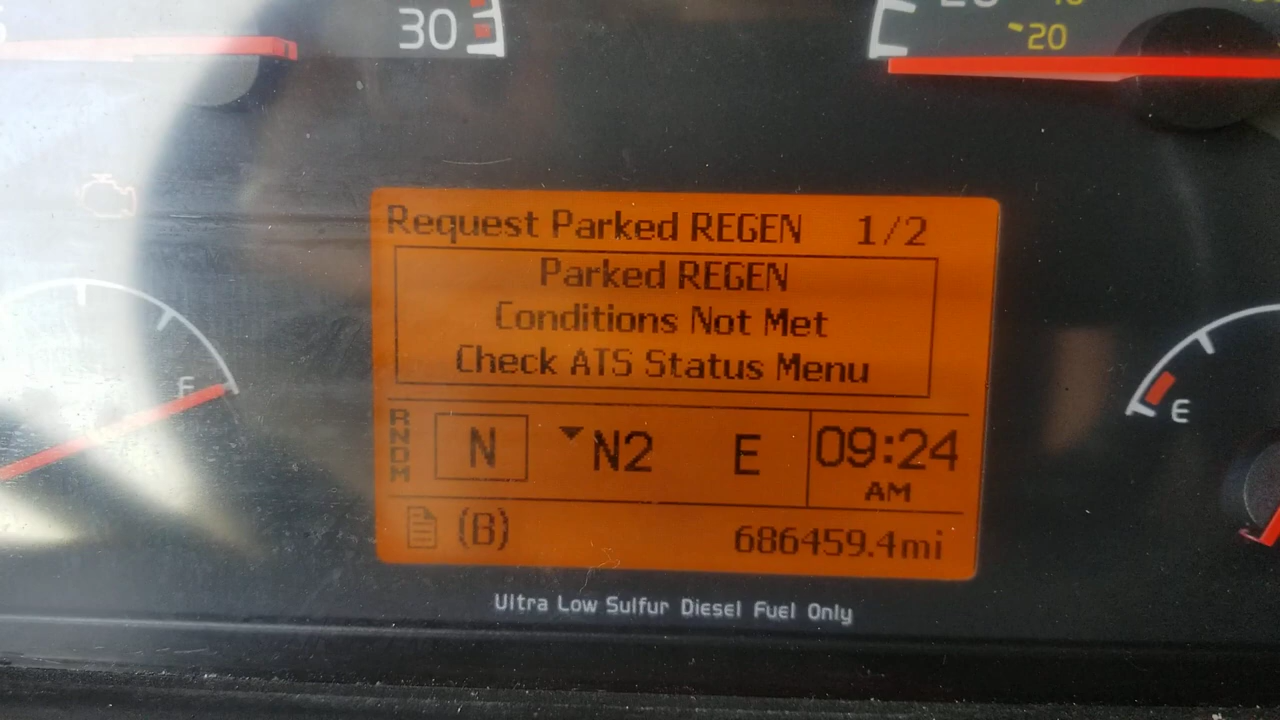 30
20
Request Parked REGEN 1/2
Parked REGEN
Conditions Not Met
Check ATS Status Menu
F
E
RNDM N N2 E 09:24
AM
(B) 686459.4mi
Ultra Low Sulfur Diesel Fuel Only